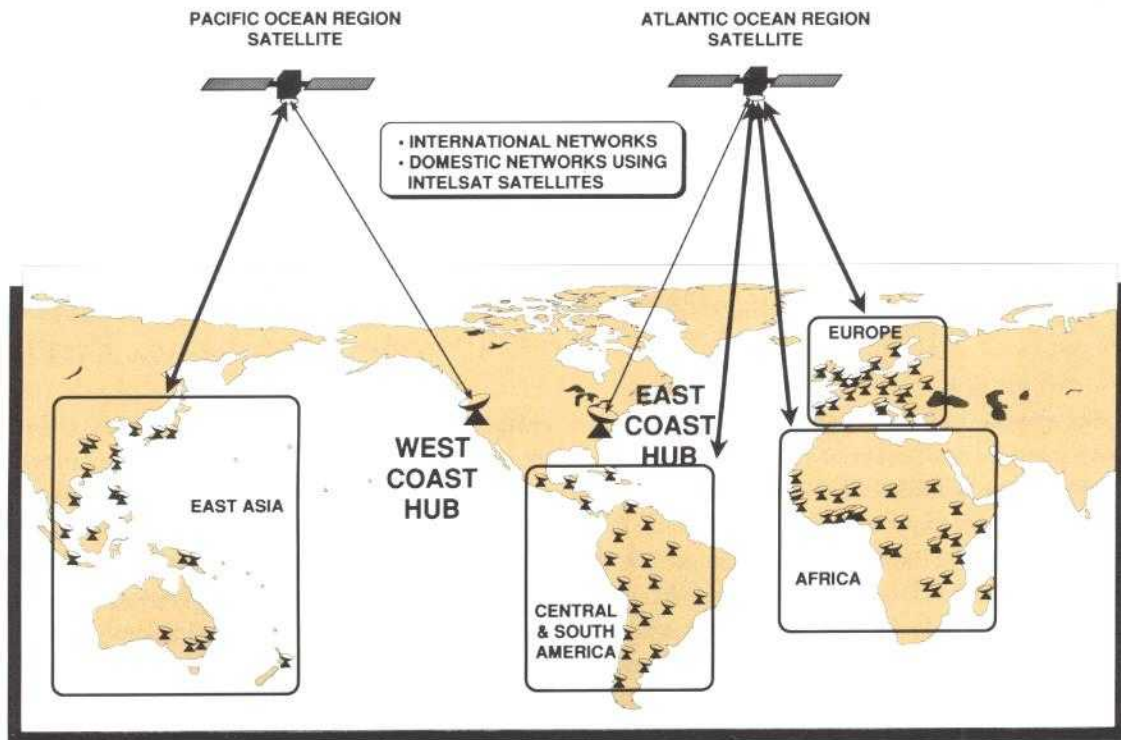 PACIFIC OCEAN REGION
SATELLITE
ATLANTIC OCEAN REGION
SATELLITE
• INTERNATIONAL NETWORKS
• DOMESTIC NETWORKS USING
INTELSAT SATELLITES
EUROPE
EAST
COAST
HUB
WEST
COAST
HUB
EAST ASIA
AFRICA
CENTRAL
& SOUTH
AMERICA